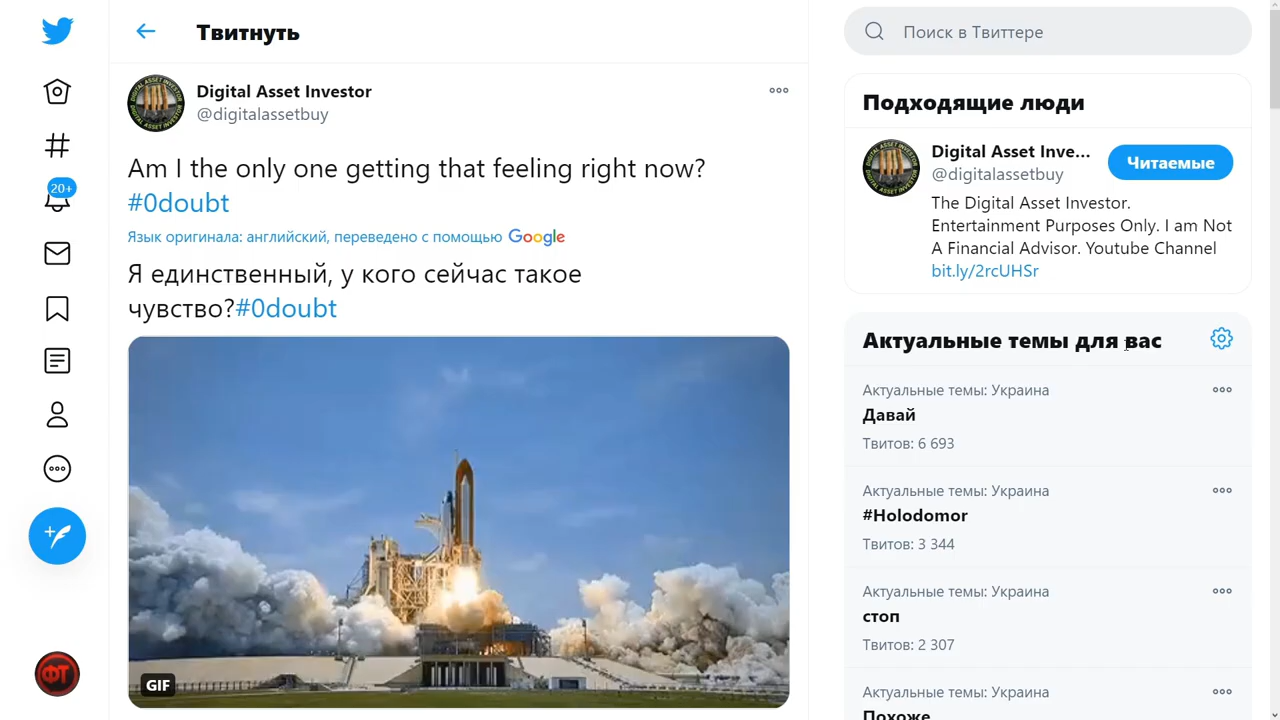 Твитнуть
Digital Asset Investor
@digitalassetbuy
Am I the only one getting that feeling right now?
#0doubt
Язык оригинала: английский, переведено с помощью Google
Я единственный, у кого сейчас такое
чувство?#0doubt
GIF
20+
ФТ
Поиск в Твиттере
Подходящие люди
Digital Asset Inve...
@digitalassetbuy
Читаемые
The Digital Asset Investor.
Entertainment Purposes Only. I am Not
A Financial Advisor. Youtube Channel
bit.ly/2rcUHSr
Актуальные темы для вас
Актуальные темы: Украина
Давай
Твитов: 6 693
Актуальные темы: Украина
#Holodomor
Твитов: 3 344
Актуальные темы: Украина
стоп
Твитов: 2 307
Актуальные темы: Украина
Похоже